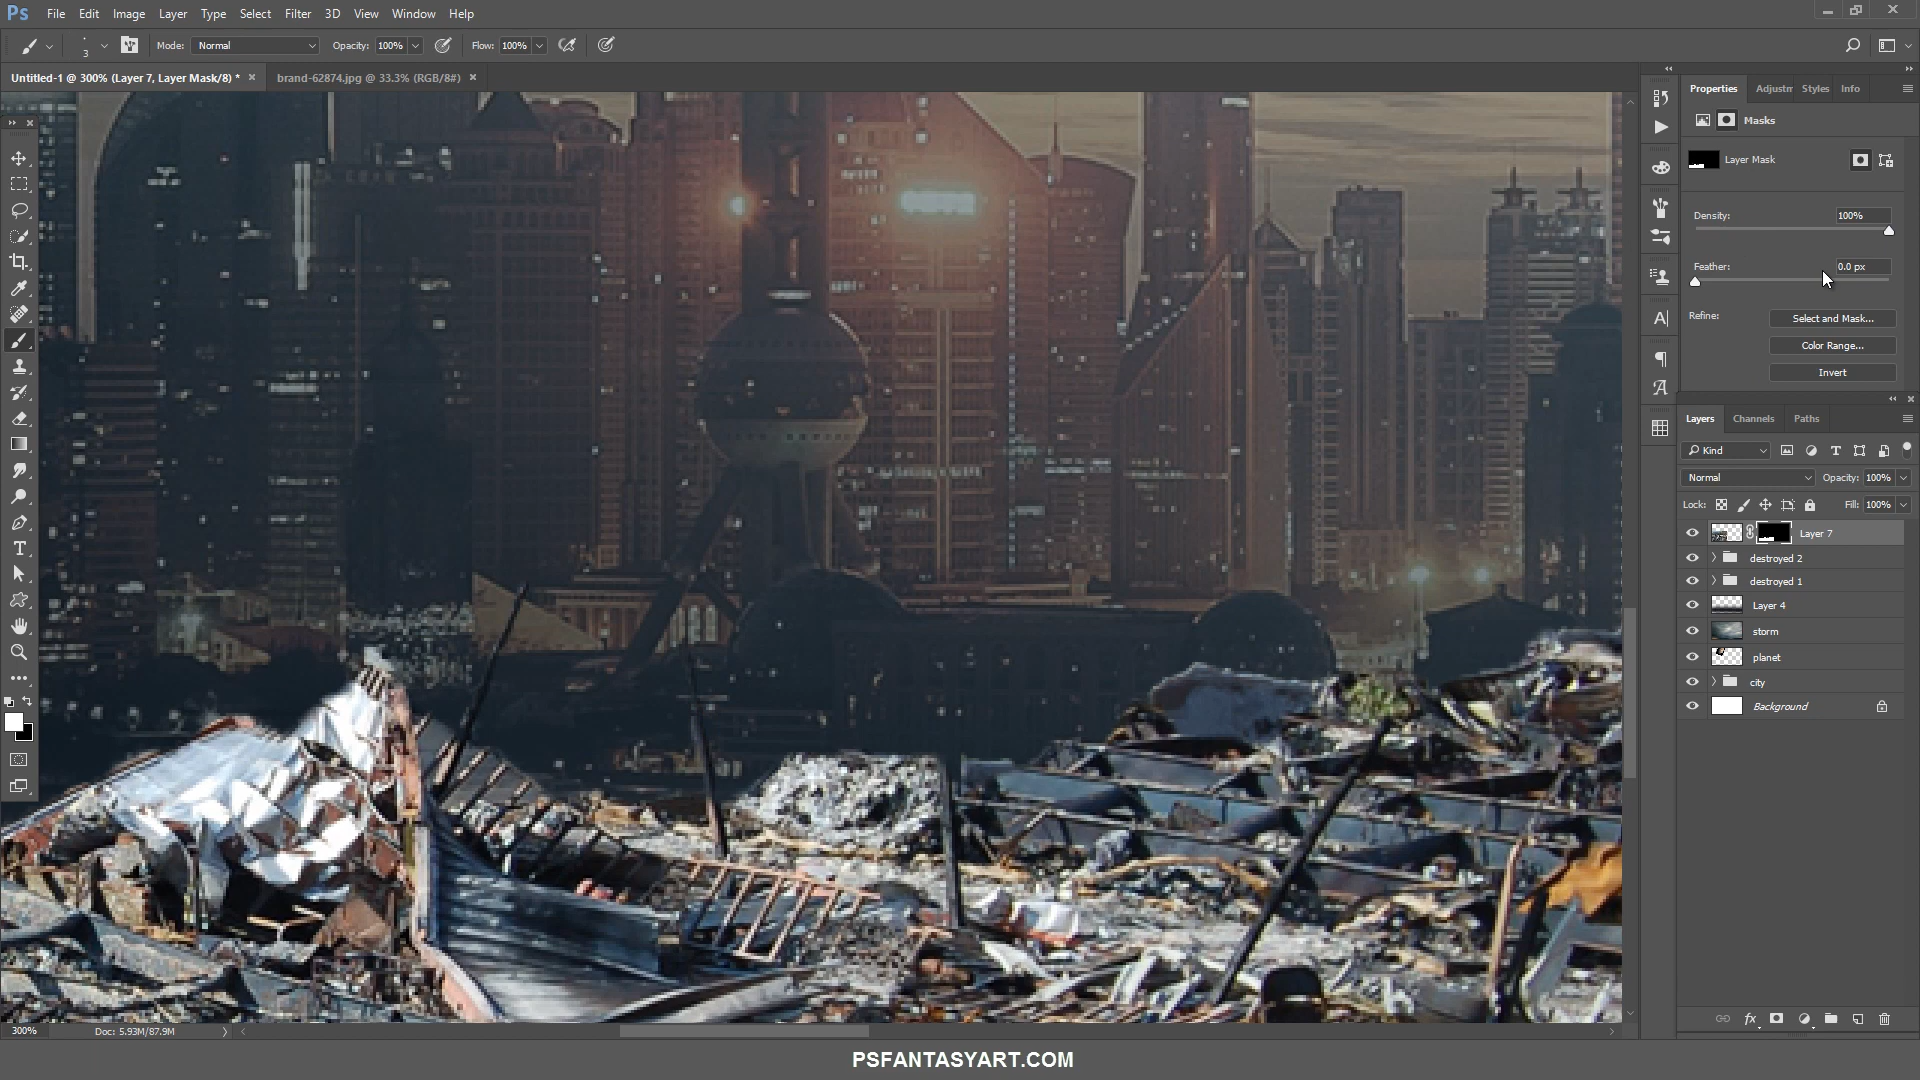 Ps File Edit Image Layer Type Select Filter 3D View Window Help
3 Mode: Normal Opacity: 100% Flow: 100%
Untitled-1 @ 300% (Layer 7, Layer Mask/8) * × brand-62874.jpg @ 33.3% (RGB/8#) ×
Properties Adjustm Styles Info
Masks
Layer Mask
Density: 100%
Feather: 0.0 px
Refine: Select and Mask...
Color Range...
Invert
Layers Channels Paths
Kind
Normal Opacity: 100%
Lock: Fill: 100%
Layer 7
destroyed 2
destroyed 1
Layer 4
storm
planet
city
Background
fx
300% Doc: 5.93M/87.9M
PSFANTASYART.COM